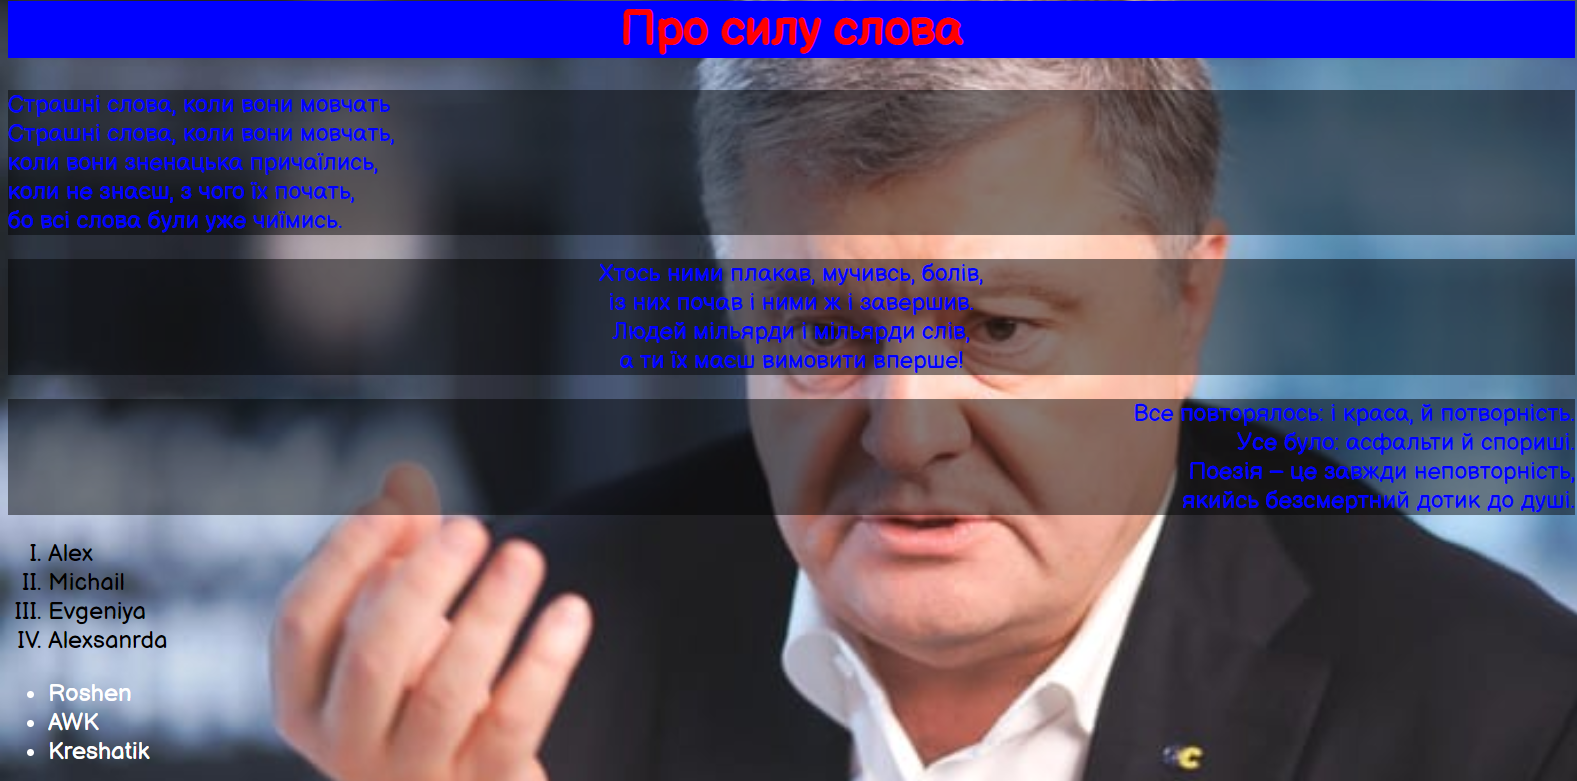 Про силу слова
Страшні слова, коли вони мовчать
Страшні слова, коли вони мовчать,
коли вони зненацька причаїлись,
коли не знаєш, з чого їх почать,
бо всі слова були уже чиїмись.
Хтось ними плакав, мучивсь, болів,
із них почав і ними ж і завершив.
Людей мільярди і мільярди слів,
а ти їх маєш вимовити вперше!
Все повторялось: і краса, й потворність.
Усе було: асфальти й спориші.
Поезія – це завжди неповторність,
якийсь безсмертний дотик до душі.
I. Alex
II. Michail
III. Evgeniya
IV. Alexsanrda
• Roshen
• AWK
• Kreshatik